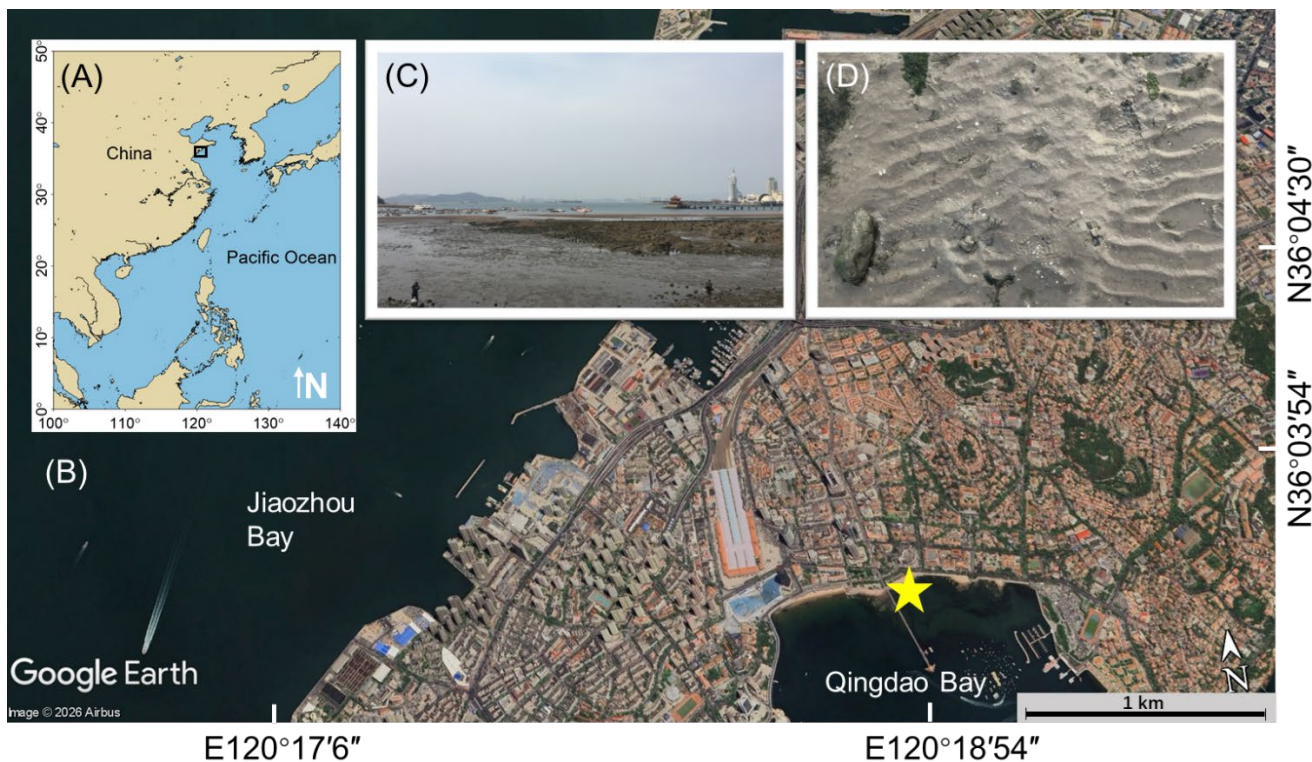 (A)
50°
40°
30°
20°
10°
0°
100°
110°
120°
130°
140°
China
Pacific Ocean
N
(C)
(D)
(B)
Jiaozhou
Bay
Qingdao Bay
N
1 km
Google Earth
Image © 2026 Airbus
E120°17′6″
E120°18′54″
N36°04′30″
N36°03′54″